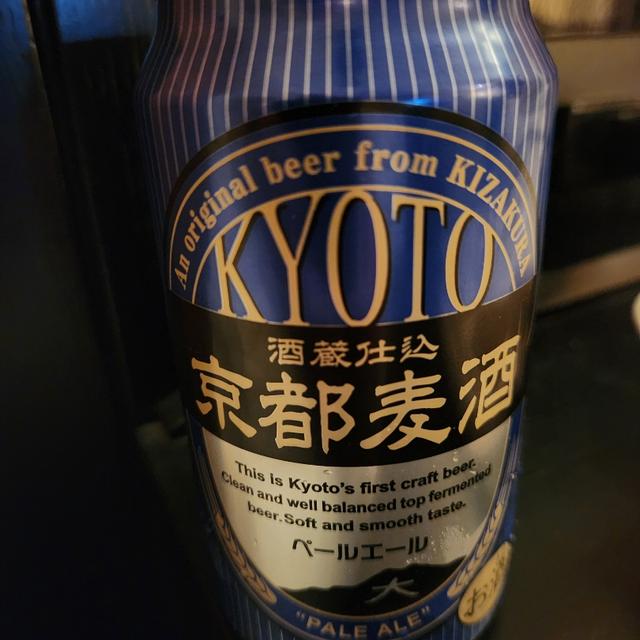 An original beer from KIZAKURA
KYOTO
酒蔵仕込
京都麦酒
This is Kyoto's first craft beer.
Clean and well balanced top fermented
beer.Soft and smooth taste.
ペールエール
大
お酒
"PALE ALE"